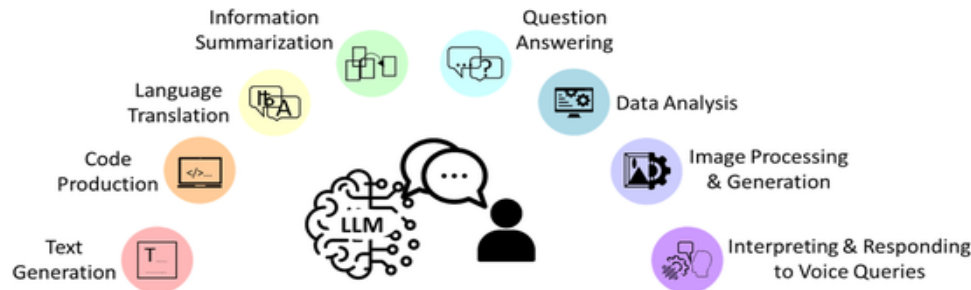 Information
Summarization
Question
Answering
Language
Translation
Data Analysis
Code
Production
</>...
Image Processing
& Generation
LLM
Text
Generation
T...
Interpreting & Responding
to Voice Queries
...?
A